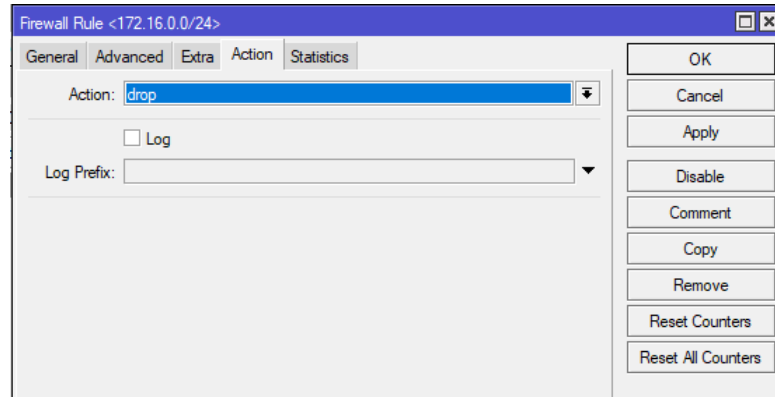 Firewall Rule <172.16.0.0/24>
General Advanced Extra Action Statistics
Action: drop
Log
Log Prefix:
OK
Cancel
Apply
Disable
Comment
Copy
Remove
Reset Counters
Reset All Counters